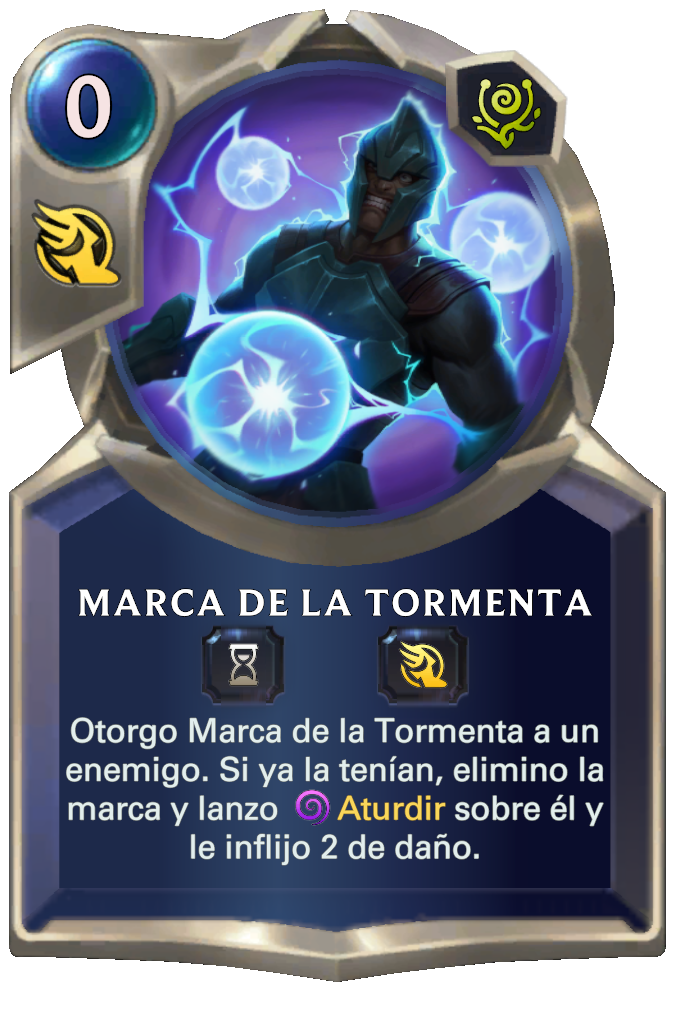 0
MARCA DE LA TORMENTA
Otorgo Marca de la Tormenta a un
enemigo. Si ya la tenían, elimino la
marca y lanzo Aturdir sobre él y
le inflijo 2 de daño.